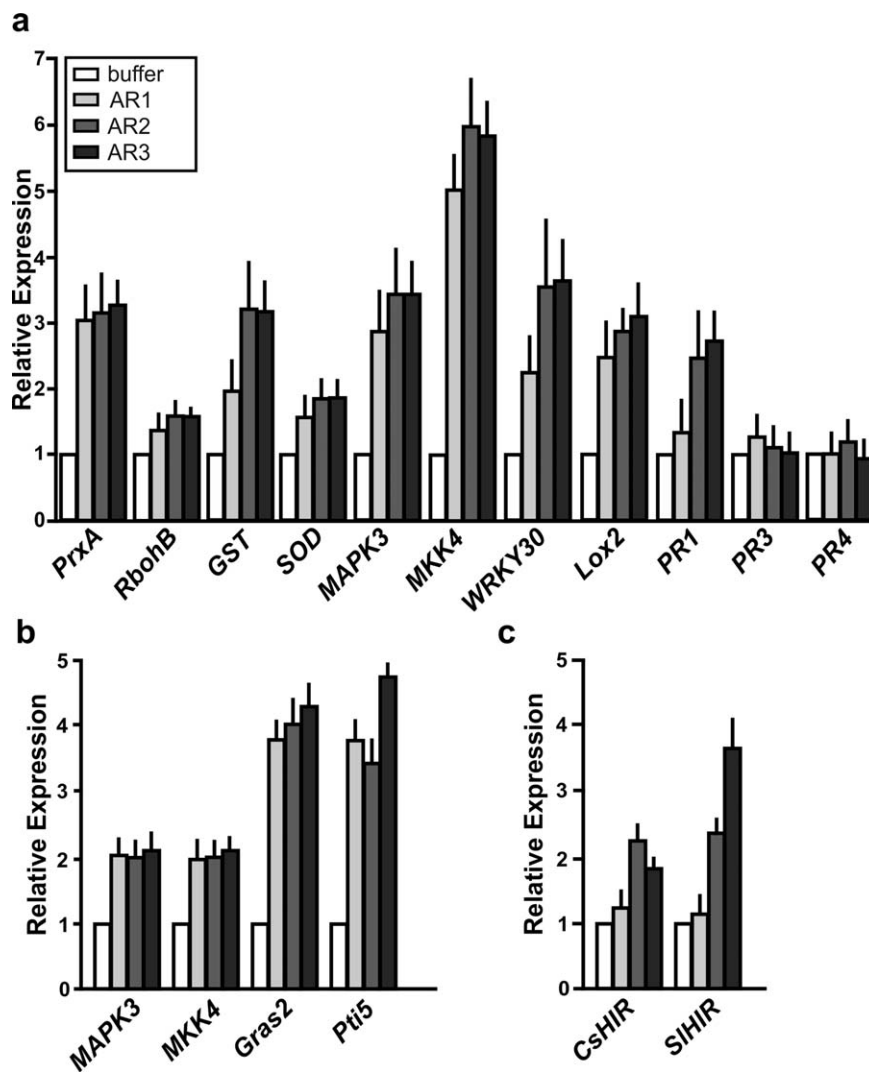 a
Relative Expression
7
6
5
4
3
2
1
0
buffer
AR1
AR2
AR3
PrxA
RbohB
GST
SOD
MAPK3
MKK4
WRKY30
Lox2
PR1
PR3
PR4
b
Relative Expression
5
4
3
2
1
0
MAPK3
MKK4
Gras2
Pti5
c
Relative Expression
5
4
3
2
1
0
CsHIR
SlHIR